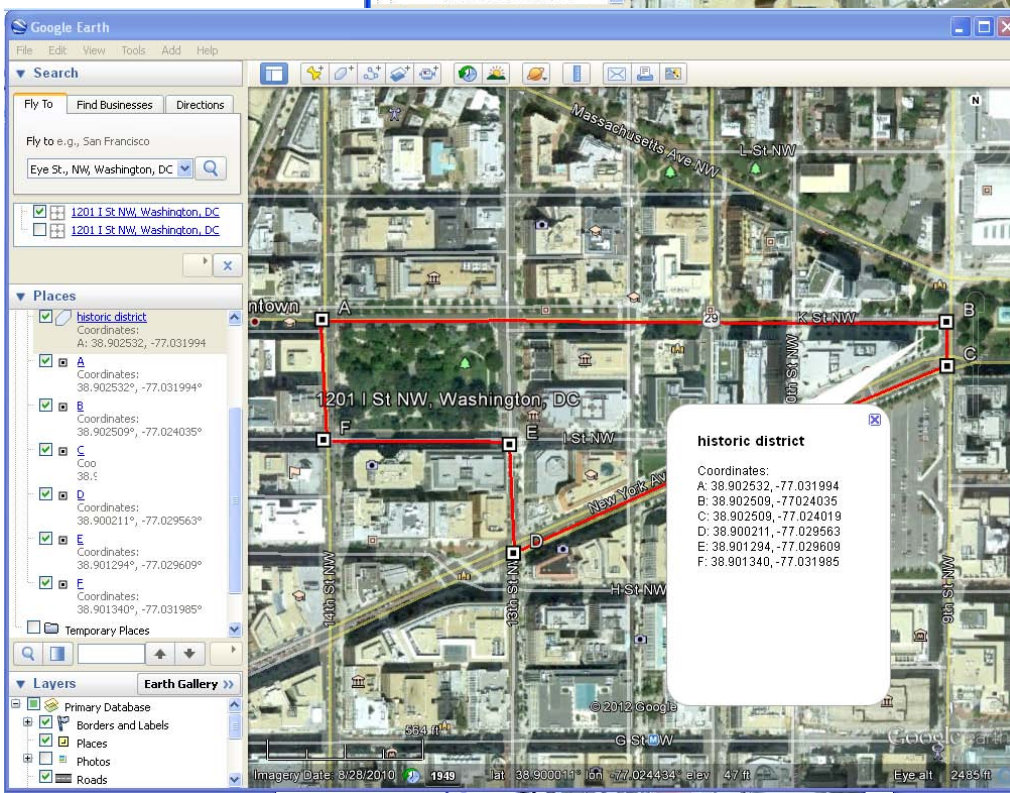 Google Earth
File Edit View Tools Add Help
Search
Fly To Find Businesses Directions
Fly to e.g., San Francisco
Eye St., NW, Washington, DC
1201 I St NW, Washington, DC
1201 I St NW, Washington, DC
Places
historic district
Coordinates:
A: 38.902532, -77.031994
A
Coordinates:
38.902532°, -77.031994°
B
Coordinates:
38.902509°, -77.024035°
C
Coo
D
Coordinates:
38.900211°, -77.029563°
E
Coordinates:
38.901294°, -77.029609°
F
Coordinates:
38.901340°, -77.031985°
Temporary Places
Layers Earth Gallery >>
Primary Database
Borders and Labels
Places
Photos
Roads
N
Massachusetts Ave NW
L St NW
ntown
A
29
K St NW
B
C
1201 I St NW, Washington, DC
F
E
I St NW
0th St NW
New York Av
D
H St NW
14th St NW
13th St N
9th St NW
historic district
Coordinates:
A: 38.902532, -77.031994
B: 38.902509, -77024035
C: 38.902509, -77.024019
D: 38.900211, -77.029563
E: 38.901294, -77.029609
F: 38.901340, -77.031985
© 2012 Google
564 ft
G St NW
Google earth
Imagery Date: 8/28/2010 1949 lat 38.900011° lon -77.024434° elev 47 ft Eye alt 2485 ft